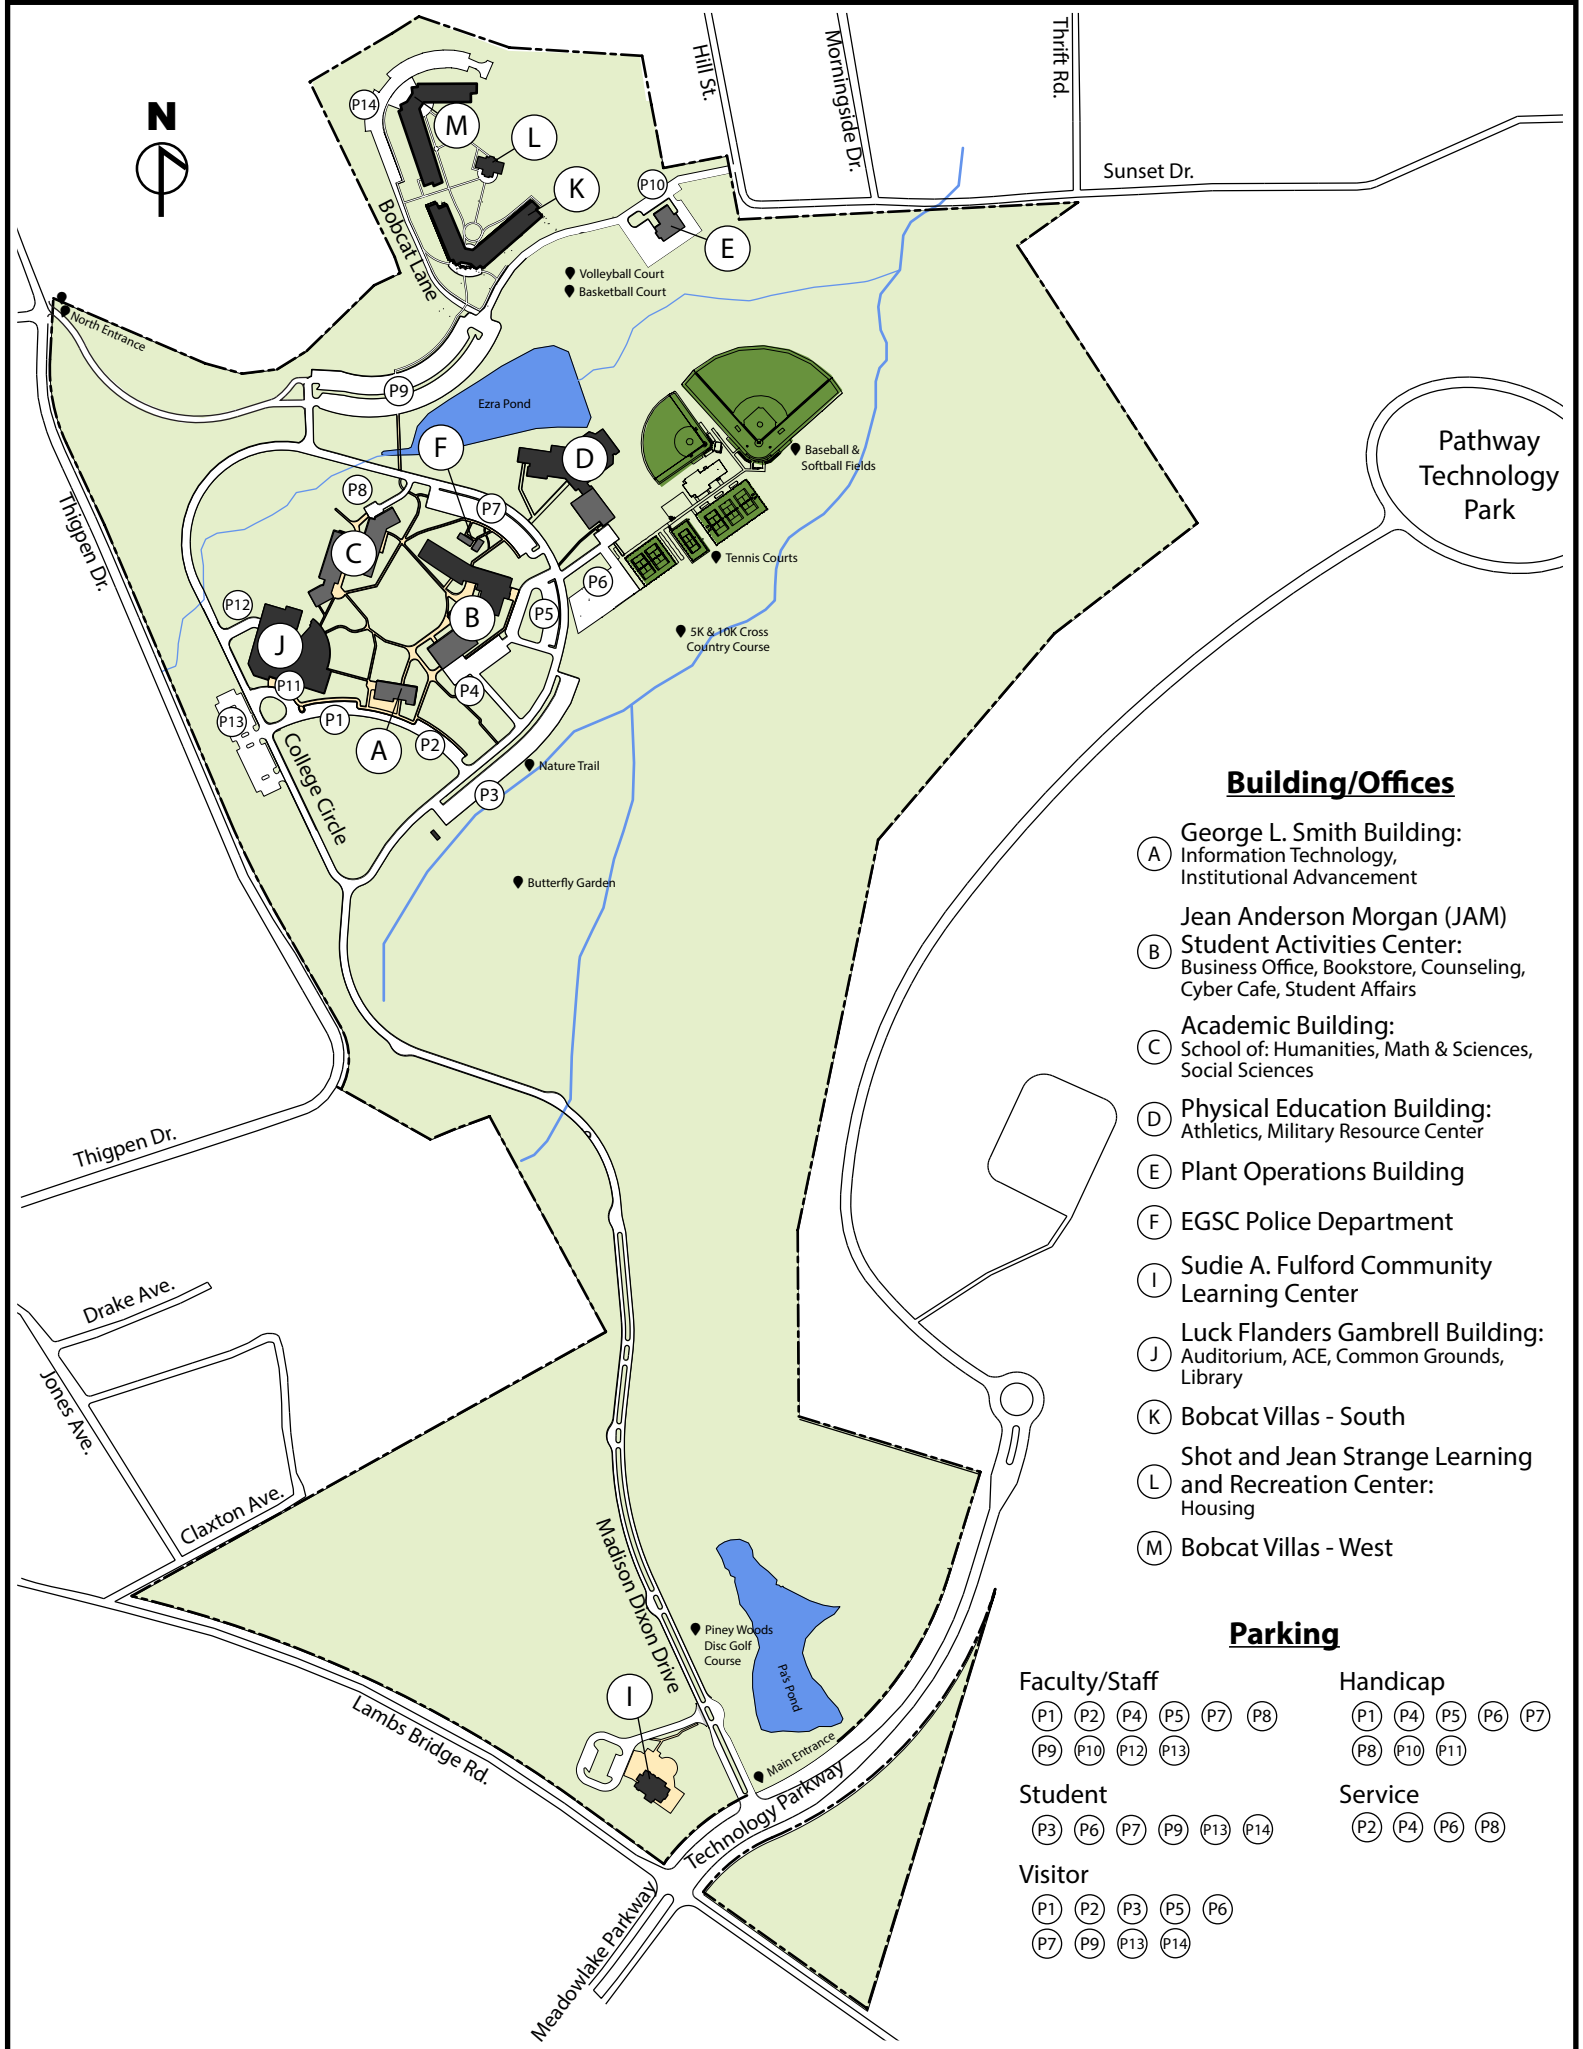 Hill St.
Morningside Dr.
Thrift Rd.
Sunset Dr.
N
P14
M
L
K
P10
E
Bobcat Lane
Volleyball Court
Basketball Court
North Entrance
P9
Ezra Pond
F
D
Baseball &
Softball Fields
Pathway
Technology
Park
P8
P7
Thigpen Dr.
C
Tennis Courts
P6
P12
B
P5
J
5K & 10K Cross
Country Course
P11
P4
P13
P1
A
P2
College Circle
Nature Trail
P3
Butterfly Garden
Thigpen Dr.
Drake Ave.
Jones Ave.
Claxton Ave.
Madison Dixon Drive
Piney Woods
Disc Golf
Course
Pa's Pond
I
Lambs Bridge Rd.
Main Entrance
Technology Parkway
Meadowlake Parkway
Building/Offices
A
George L. Smith Building:
Information Technology,
Institutional Advancement
Jean Anderson Morgan (JAM)
B
Student Activities Center:
Business Office, Bookstore, Counseling,
Cyber Cafe, Student Affairs
C
Academic Building:
School of: Humanities, Math & Sciences,
Social Sciences
D
Physical Education Building:
Athletics, Military Resource Center
E Plant Operations Building
F EGSC Police Department
I
Sudie A. Fulford Community
Learning Center
J
Luck Flanders Gambrell Building:
Auditorium, ACE, Common Grounds,
Library
K Bobcat Villas - South
L
Shot and Jean Strange Learning
and Recreation Center:
Housing
M Bobcat Villas - West
Parking
Faculty/Staff
P1 P2 P4 P5 P7 P8
P9 P10 P12 P13
Handicap
P1 P4 P5 P6 P7
P8 P10 P11
Student
P3 P6 P7 P9 P13 P14
Service
P2 P4 P6 P8
Visitor
P1 P2 P3 P5 P6
P7 P9 P13 P14